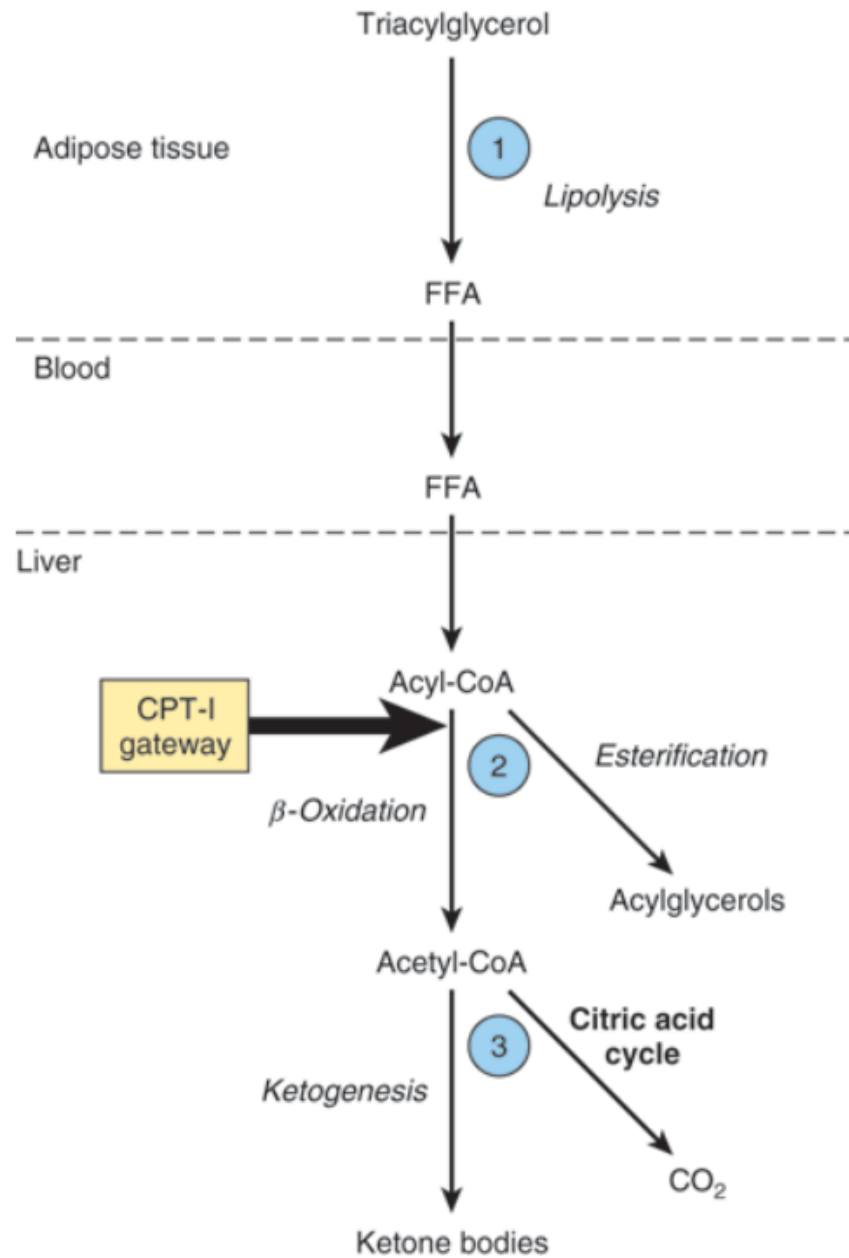 Triacylglycerol
Adipose tissue
1
Lipolysis
FFA
Blood
FFA
Liver
Acyl-CoA
CPT-I
gateway
2
Esterification
β-Oxidation
Acylglycerols
Acetyl-CoA
Citric acid
cycle
3
Ketogenesis
CO₂
Ketone bodies